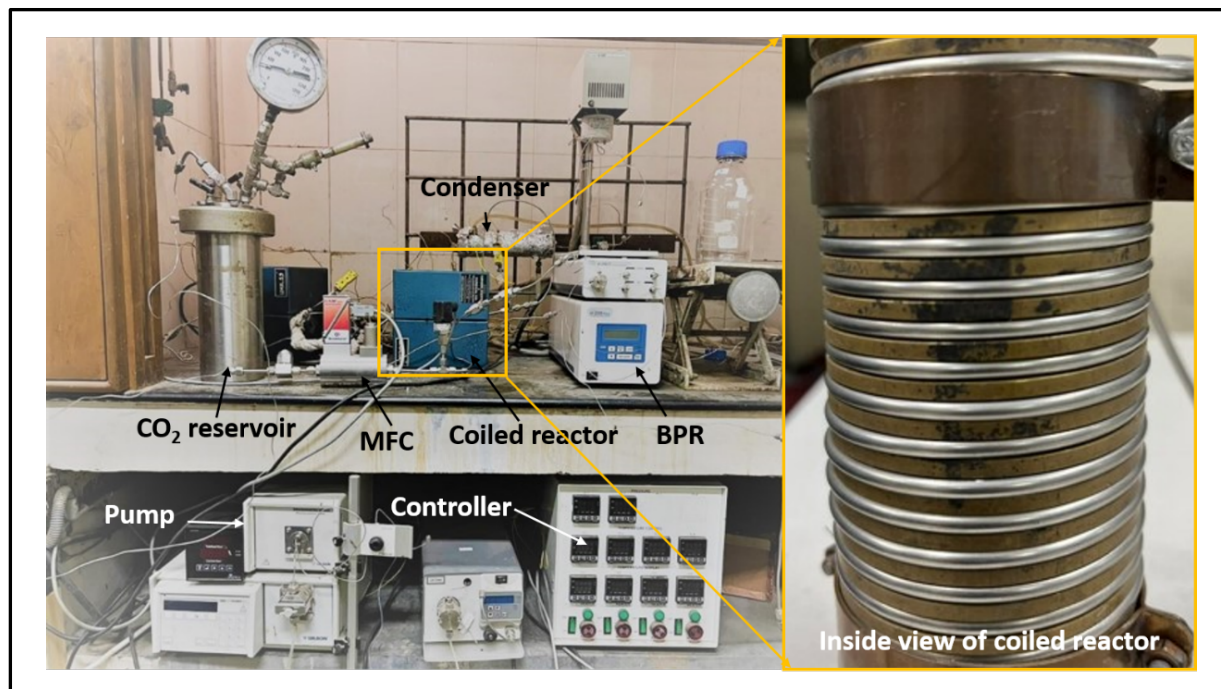 Condenser
CO₂ reservoir
MFC
Coiled reactor
BPR
Pump
Controller
Inside view of coiled reactor